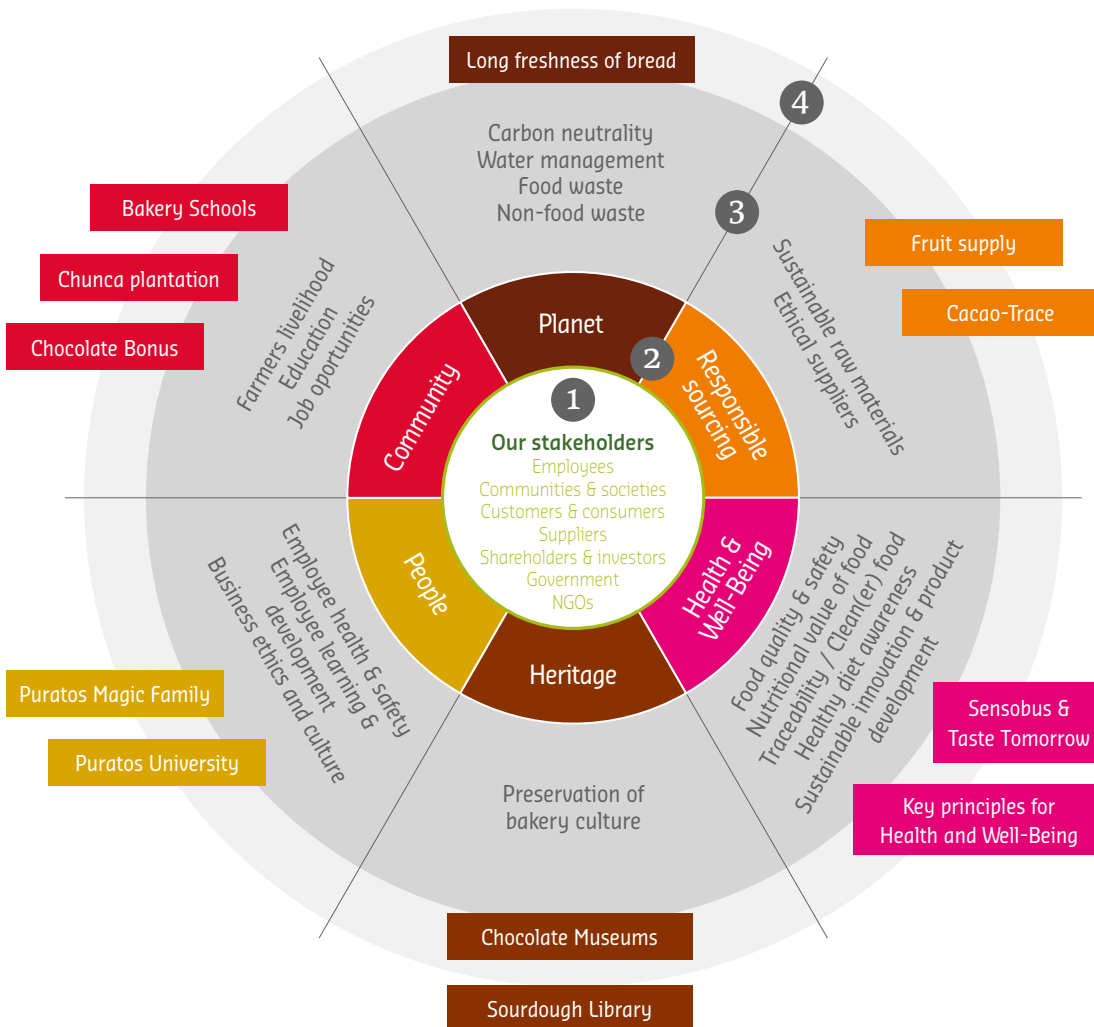 Long freshness of bread
4
Carbon neutrality
Water management
Food waste
Non-food waste
3
Bakery Schools
Chunca plantation
Chocolate Bonus
Farmers livelihood
Education
Job oportunities
Fruit supply
Cacao-Trace
Sustainable raw materials
Ethical suppliers
Planet
2
Responsible
sourcing
Community
1
Our stakeholders
Employees
Communities & societies
Customers & consumers
Suppliers
Shareholders & investors
Government
NGOs
People
Health &
Well-Being
Heritage
Employee health & safety
Employee learning &
development
Business ethics and culture
Food quality & safety
Nutritional value of food
Traceability / Clean(er) food
Healthy diet awareness
Sustainable innovation & product
development
Puratos Magic Family
Puratos University
Sensobus &
Taste Tomorrow
Key principles for
Health and Well-Being
Preservation of
bakery culture
Chocolate Museums
Sourdough Library